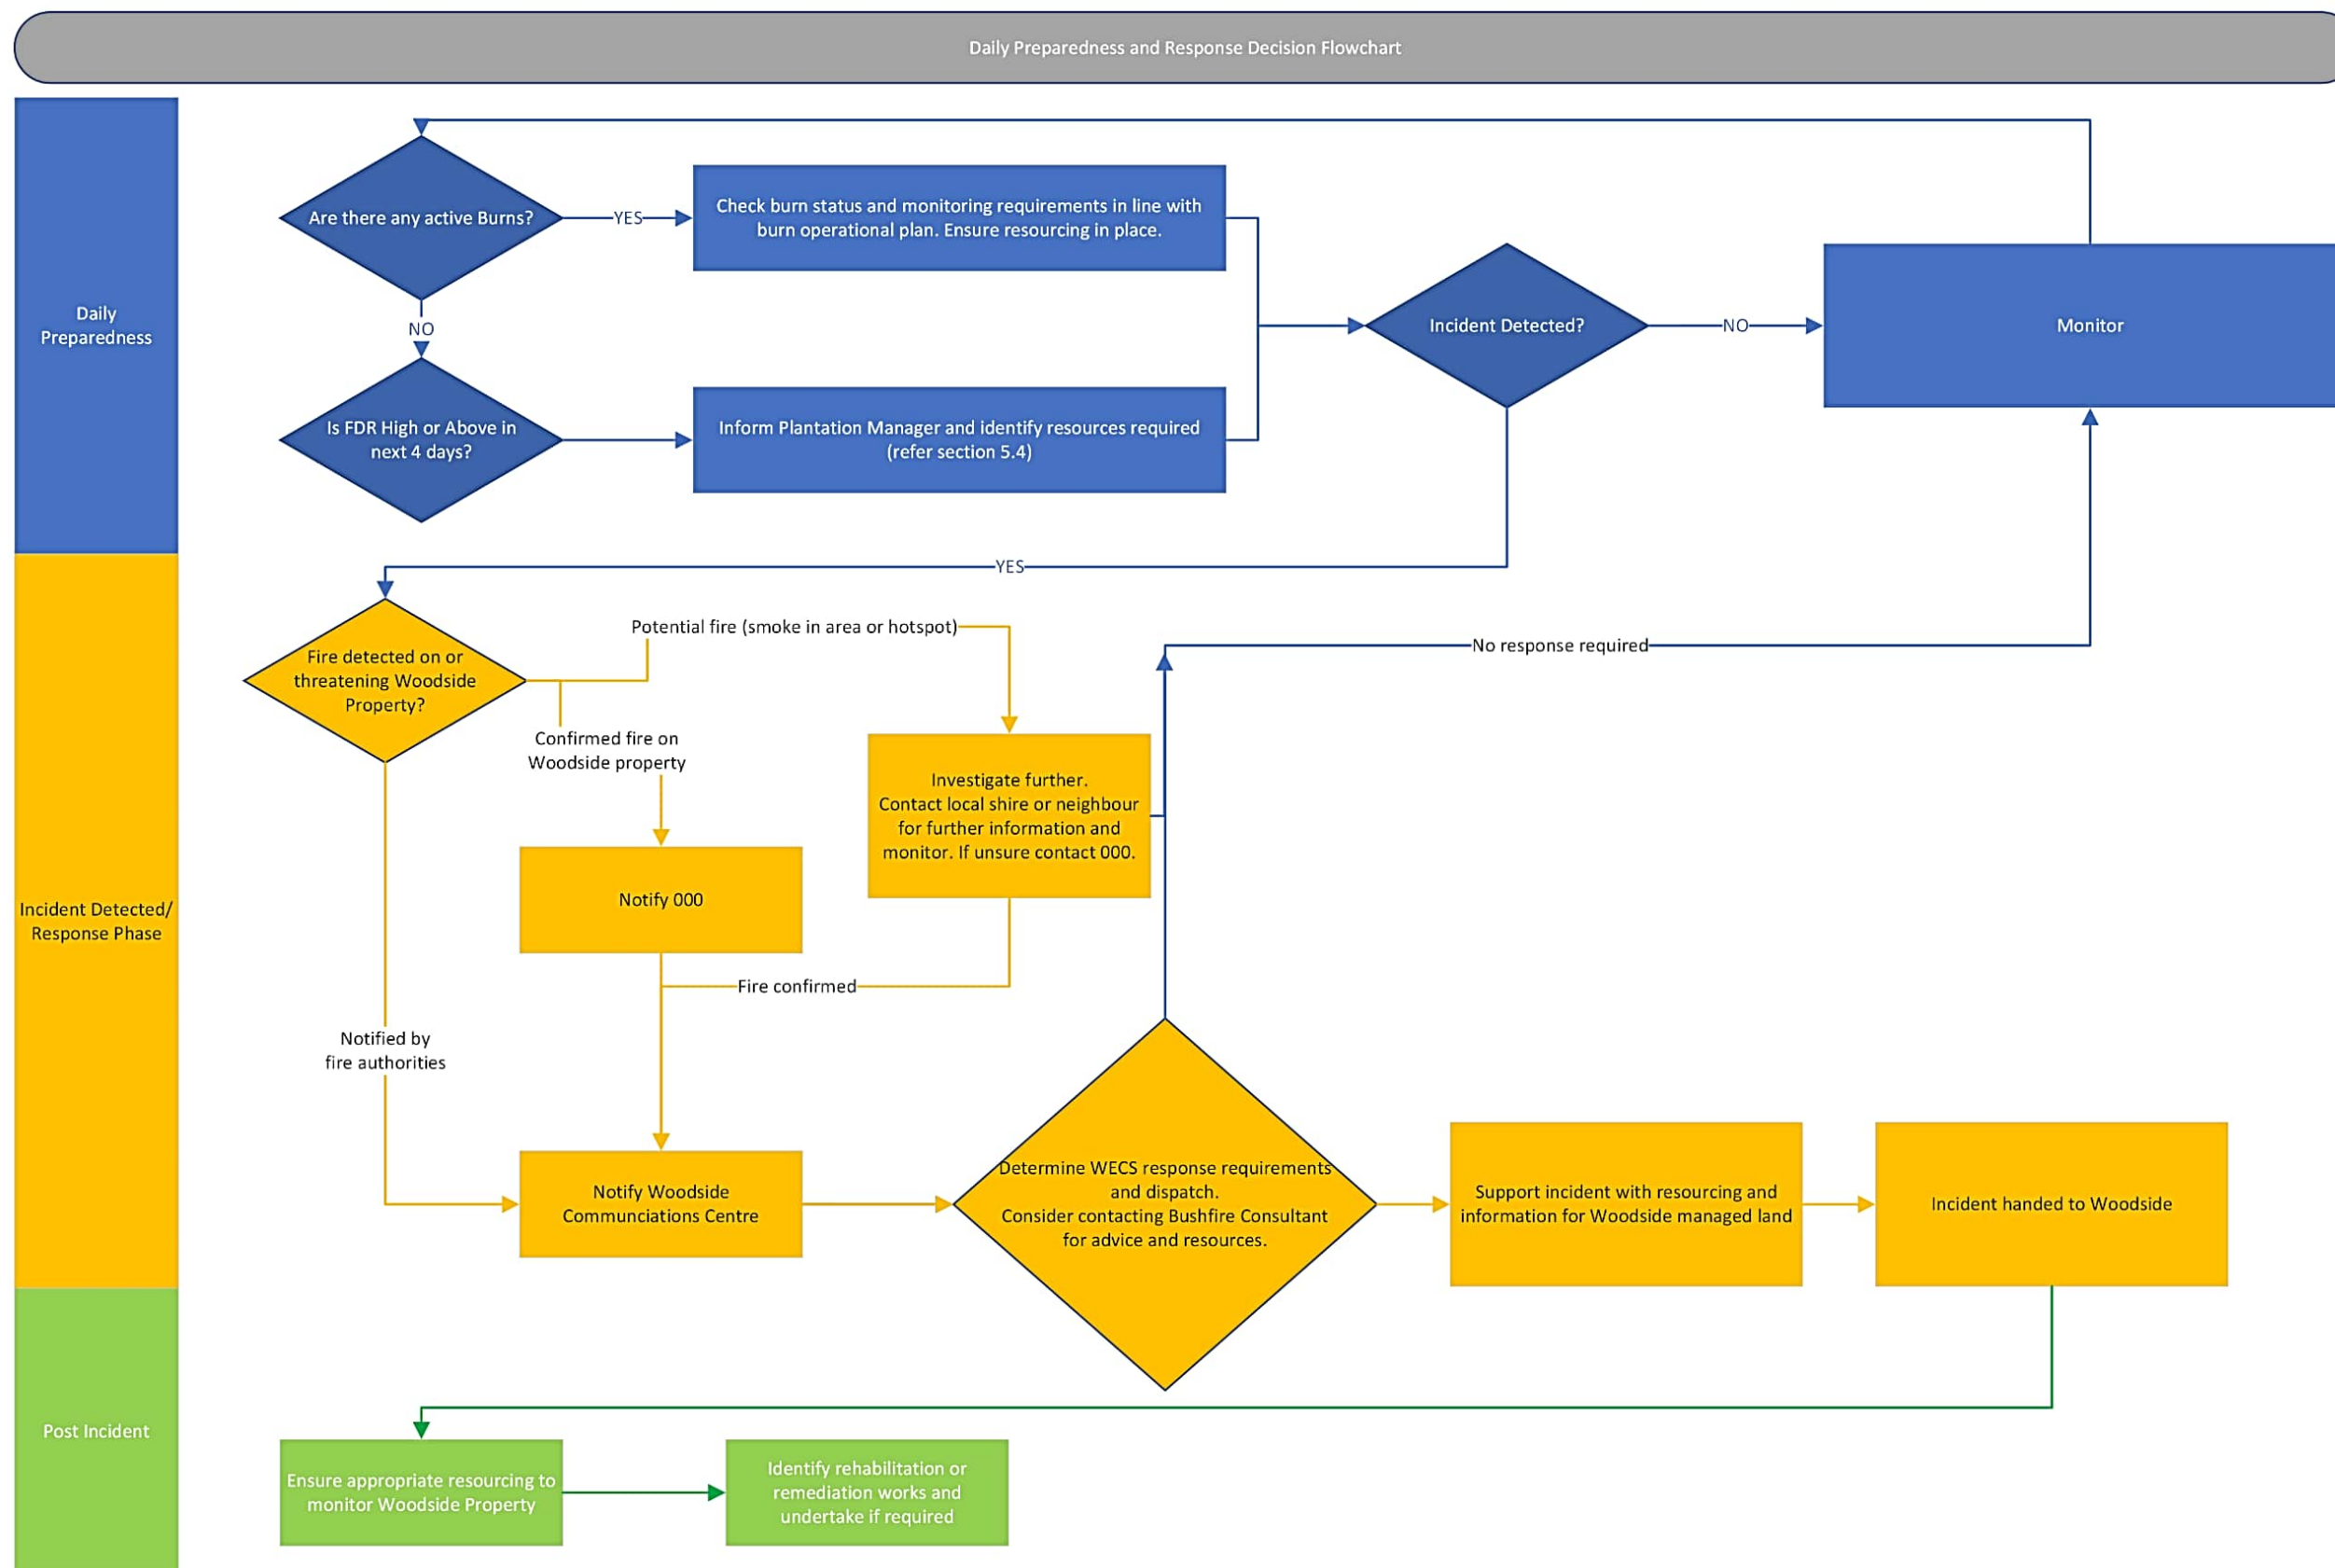 Daily Preparedness and Response Decision Flowchart
Daily
Preparedness
Are there any active Burns?
YES
Check burn status and monitoring requirements in line with
burn operational plan. Ensure resourcing in place.
NO
Is FDR High or Above in
next 4 days?
Inform Plantation Manager and identify resources required
(refer section 5.4)
Incident Detected?
NO
Monitor
YES
Incident Detected/
Response Phase
Fire detected on or
threatening Woodside
Property?
Potential fire (smoke in area or hotspot)
No response required
Confirmed fire on
Woodside property
Investigate further.
Contact local shire or neighbour
for further information and
monitor. If unsure contact 000.
Notify 000
Fire confirmed
Notified by
fire authorities
Notify Woodside
Communciations Centre
Determine WECS response requirements
and dispatch.
Consider contacting Bushfire Consultant
for advice and resources.
Support incident with resourcing and
information for Woodside managed land
Incident handed to Woodside
Post Incident
Ensure appropriate resourcing to
monitor Woodside Property
Identify rehabilitation or
remediation works and
undertake if required